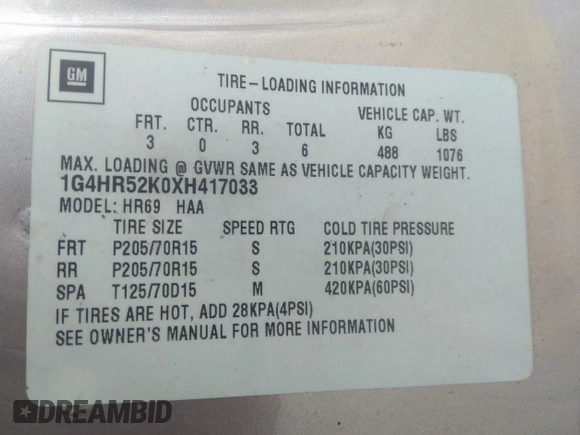 GM
TIRE-LOADING INFORMATION
OCCUPANTS VEHICLE CAP. WT.
FRT. CTR. RR. TOTAL KG LBS
3 0 3 6 488 1076
MAX. LOADING @ GVWR SAME AS VEHICLE CAPACITY WEIGHT.
1G4HR52K0XH417033
MODEL: HR69 HAA
TIRE SIZE SPEED RTG COLD TIRE PRESSURE
FRT P205/70R15 S 210KPA(30PSI)
RR P205/70R15 S 210KPA(30PSI)
SPA T125/70D15 M 420KPA(60PSI)
IF TIRES ARE HOT, ADD 28KPA(4PSI)
SEE OWNER'S MANUAL FOR MORE INFORMATION
DREAMBID